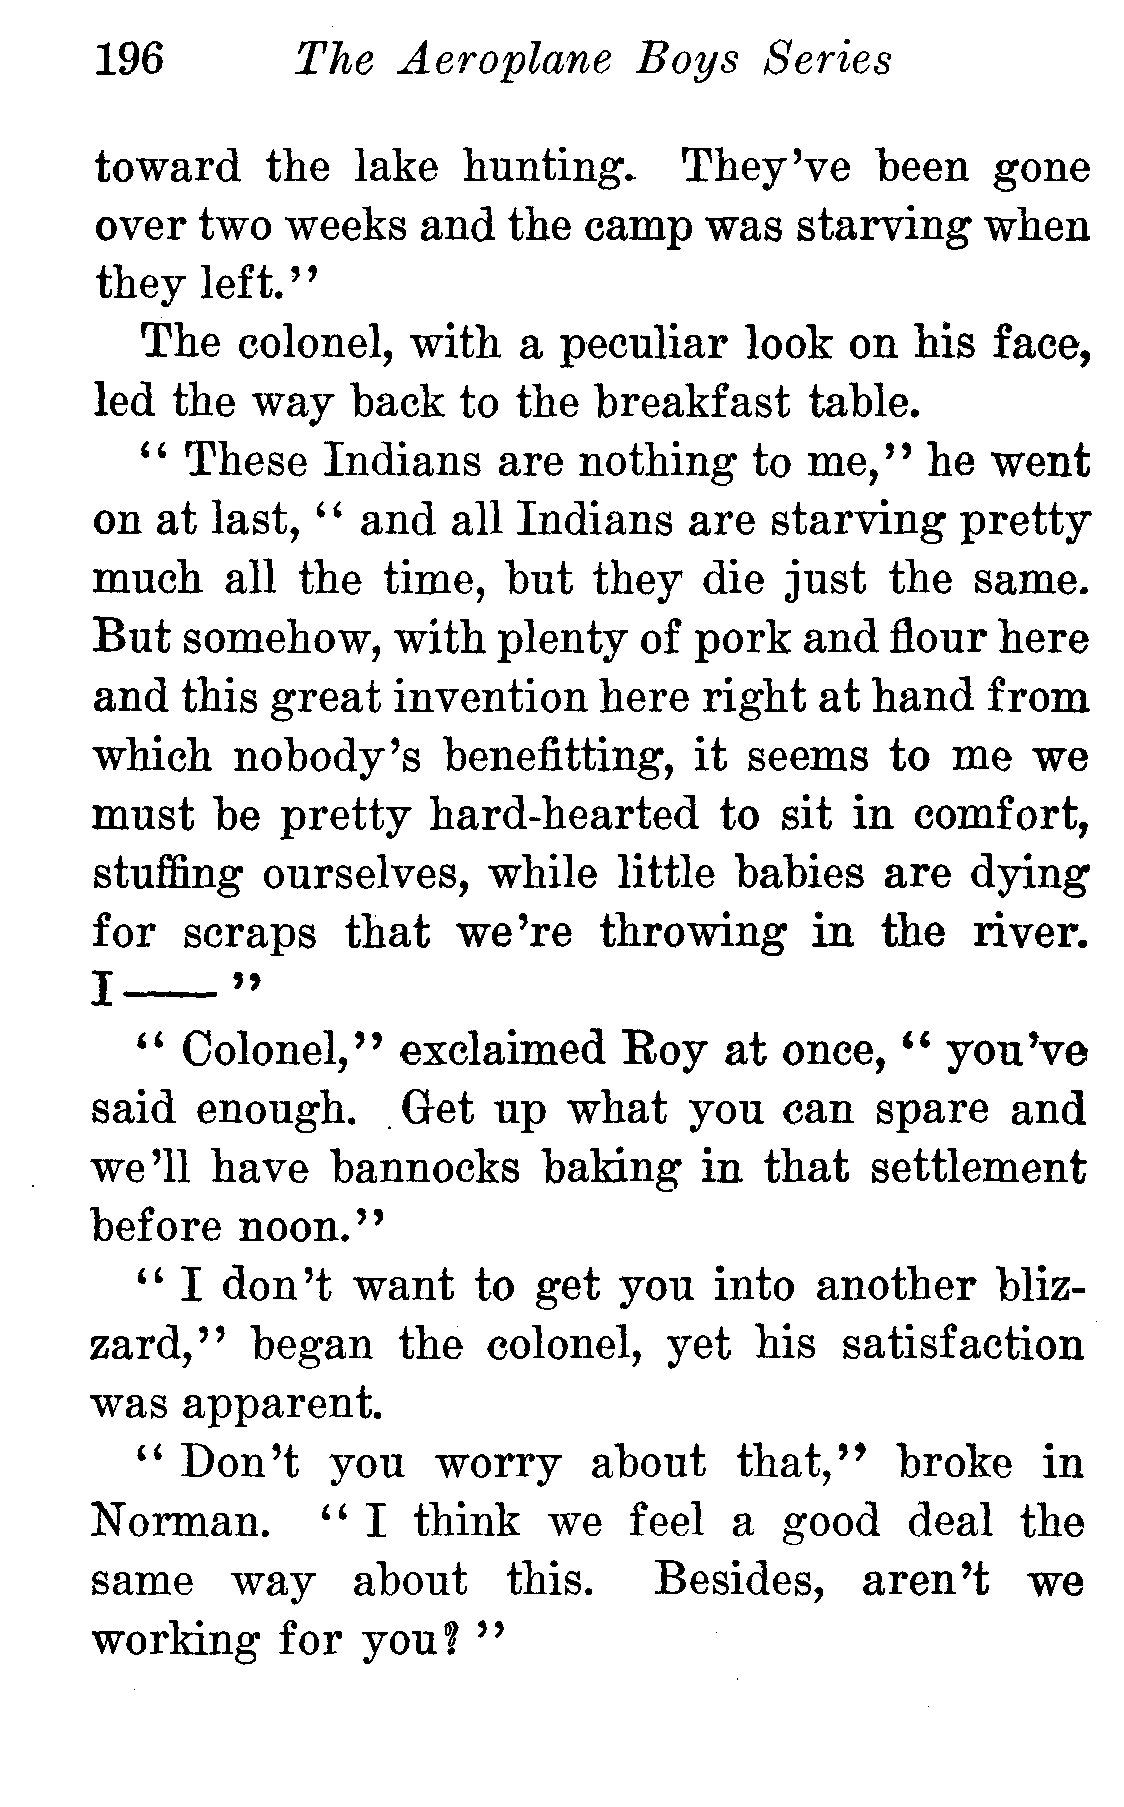 196 The Aeroplane Boys Series
toward the lake hunting. They've been gone
over two weeks and the camp was starving when
they left."
The colonel, with a peculiar look on his face,
led the way back to the breakfast table.
" These Indians are nothing to me," he went
on at last, " and all Indians are starving pretty
much all the time, but they die just the same.
But somehow, with plenty of pork and flour here
and this great invention here right at hand from
which nobody's benefitting, it seems to me we
must be pretty hard-hearted to sit in comfort,
stuffing ourselves, while little babies are dying
for scraps that we're throwing in the river.
I—— "
" Colonel," exclaimed Roy at once, " you've
said enough. Get up what you can spare and
we'll have bannocks baking in that settlement
before noon."
" I don't want to get you into another bliz-
zard," began the colonel, yet his satisfaction
was apparent.
" Don't you worry about that," broke in
Norman. " I think we feel a good deal the
same way about this. Besides, aren't we
working for you? "